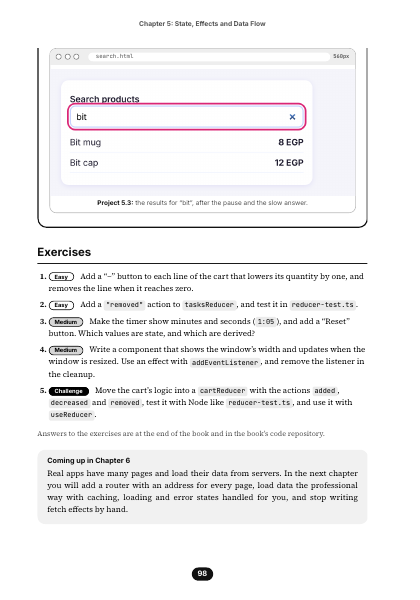 Chapter 5: State, Effects and Data Flow
search.html
560px
Search products
bit
×
Bit mug 8 EGP
Bit cap 12 EGP
Project 5.3: the results for “bit”, after the pause and the slow answer.
Exercises
1. Easy Add a “–” button to each line of the cart that lowers its quantity by one, and
removes the line when it reaches zero.
2. Easy Add a "removed" action to tasksReducer, and test it in reducer-test.ts.
3. Medium Make the timer show minutes and seconds (1:05), and add a “Reset”
button. Which values are state, and which are derived?
4. Medium Write a component that shows the window’s width and updates when the
window is resized. Use an effect with addEventListener, and remove the listener in
the cleanup.
5. Challenge Move the cart’s logic into a cartReducer with the actions added,
decreased and removed, test it with Node like reducer-test.ts, and use it with
useReducer.
Answers to the exercises are at the end of the book and in the book’s code repository.
Coming up in Chapter 6
Real apps have many pages and load their data from servers. In the next chapter
you will add a router with an address for every page, load data the professional
way with caching, loading and error states handled for you, and stop writing
fetch effects by hand.
98